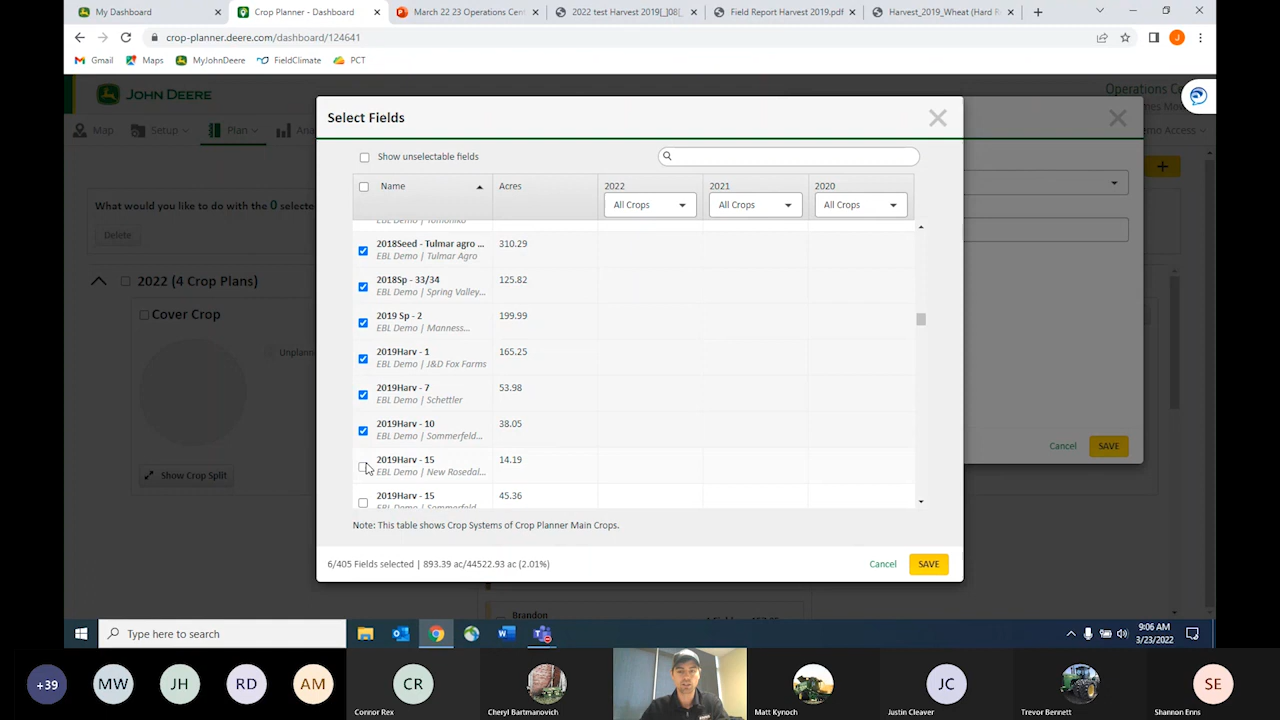 My Dashboard
Crop Planner - Dashboard
March 22 23 Operations Cent
2022 test Harvest 2019[_]08[_
Field Report Harvest 2019.pdf
Harvest_2019_Wheat (Hard R
crop-planner.deere.com/dashboard/124641
Gmail
Maps
MyJohnDeere
FieldClimate
PCT
JOHN DEERE
Operations Ce
Map
Setup
Plan
Ana
What would you like to do with the 0 selecte
Delete
2022 (4 Crop Plans)
Cover Crop
Unplann
Show Crop Split
Select Fields
Show unselectable fields
Name
Acres
2022
2021
2020
All Crops
All Crops
All Crops
2018Seed - Tulmar agro ...
310.29
EBL Demo | Tulmar Agro
2018Sp - 33/34
125.82
EBL Demo | Spring Valley...
2019 Sp - 2
199.99
EBL Demo | Manness...
2019Harv - 1
165.25
EBL Demo | J&D Fox Farms
2019Harv - 7
53.98
EBL Demo | Schettler
2019Harv - 10
38.05
EBL Demo | Sommerfeld...
2019Harv - 15
14.19
EBL Demo | New Rosedal...
2019Harv - 15
45.36
Note: This table shows Crop Systems of Crop Planner Main Crops.
6/405 Fields selected | 893.39 ac/44522.93 ac (2.01%)
Cancel
SAVE
Cancel
SAVE
Brandon
Type here to search
9:06 AM
3/23/2022
+39
MW
JH
RD
AM
CR
Connor Rex
Cheryl Bartmanovich
Matt Kynoch
JC
Justin Cleaver
Trevor Bennett
SE
Shannon Enns